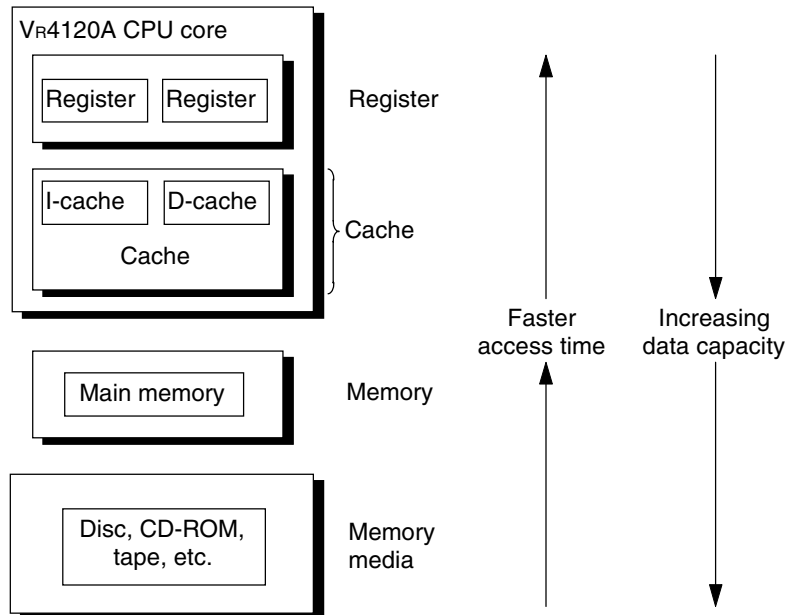 VR4120A CPU core
Register Register
Register
I-cache D-cache
Cache
Cache
Faster
access time
Increasing
data capacity
Main memory
Memory
Disc, CD-ROM,
tape, etc.
Memory
media